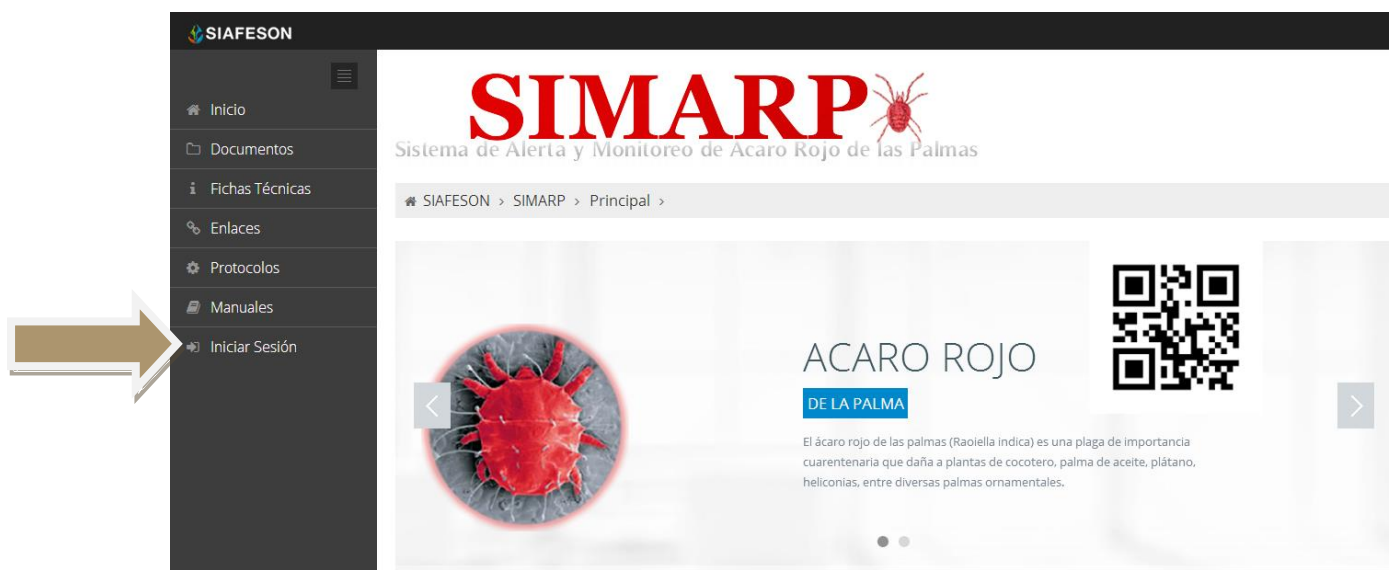 SIAFESON
Inicio
Documentos
Fichas Técnicas
Enlaces
Protocolos
Manuales
Iniciar Sesión
SIMARP
Sistema de Alerta y Monitoreo de Acaro Rojo de las Palmas
SIAFESON > SIMARP > Principal >
ACARO ROJO
DE LA PALMA
El ácaro rojo de las palmas (Raoiella indica) es una plaga de importancia
cuarentenaria que daña a plantas de cocotero, palma de aceite, plátano,
heliconias, entre diversas palmas ornamentales.